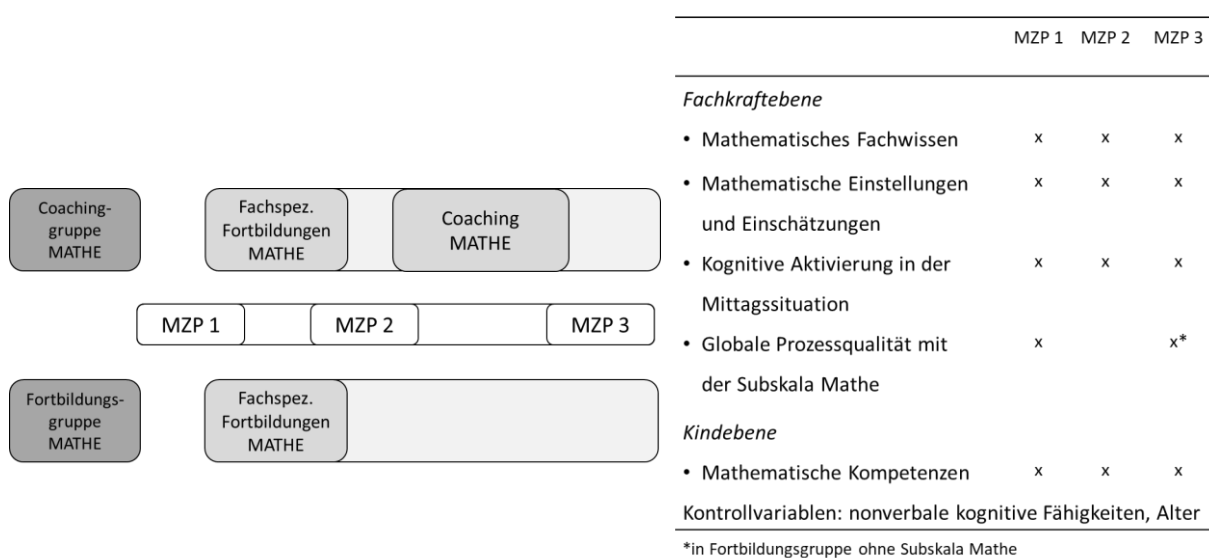 Coaching-
gruppe
MATHE
Fachspez.
Fortbildungen
MATHE
Coaching
MATHE
MZP 1
MZP 2
MZP 3
Fortbildungs-
gruppe
MATHE
Fachspez.
Fortbildungen
MATHE
MZP 1 MZP 2 MZP 3
Fachkraftebene
• Mathematisches Fachwissen x x x
• Mathematische Einstellungen x x x
und Einschätzungen
• Kognitive Aktivierung in der x x x
Mittagssituation
• Globale Prozessqualität mit x x*
der Subskala Mathe
Kindebene
• Mathematische Kompetenzen x x x
Kontrollvariablen: nonverbale kognitive Fähigkeiten, Alter
*in Fortbildungsgruppe ohne Subskala Mathe